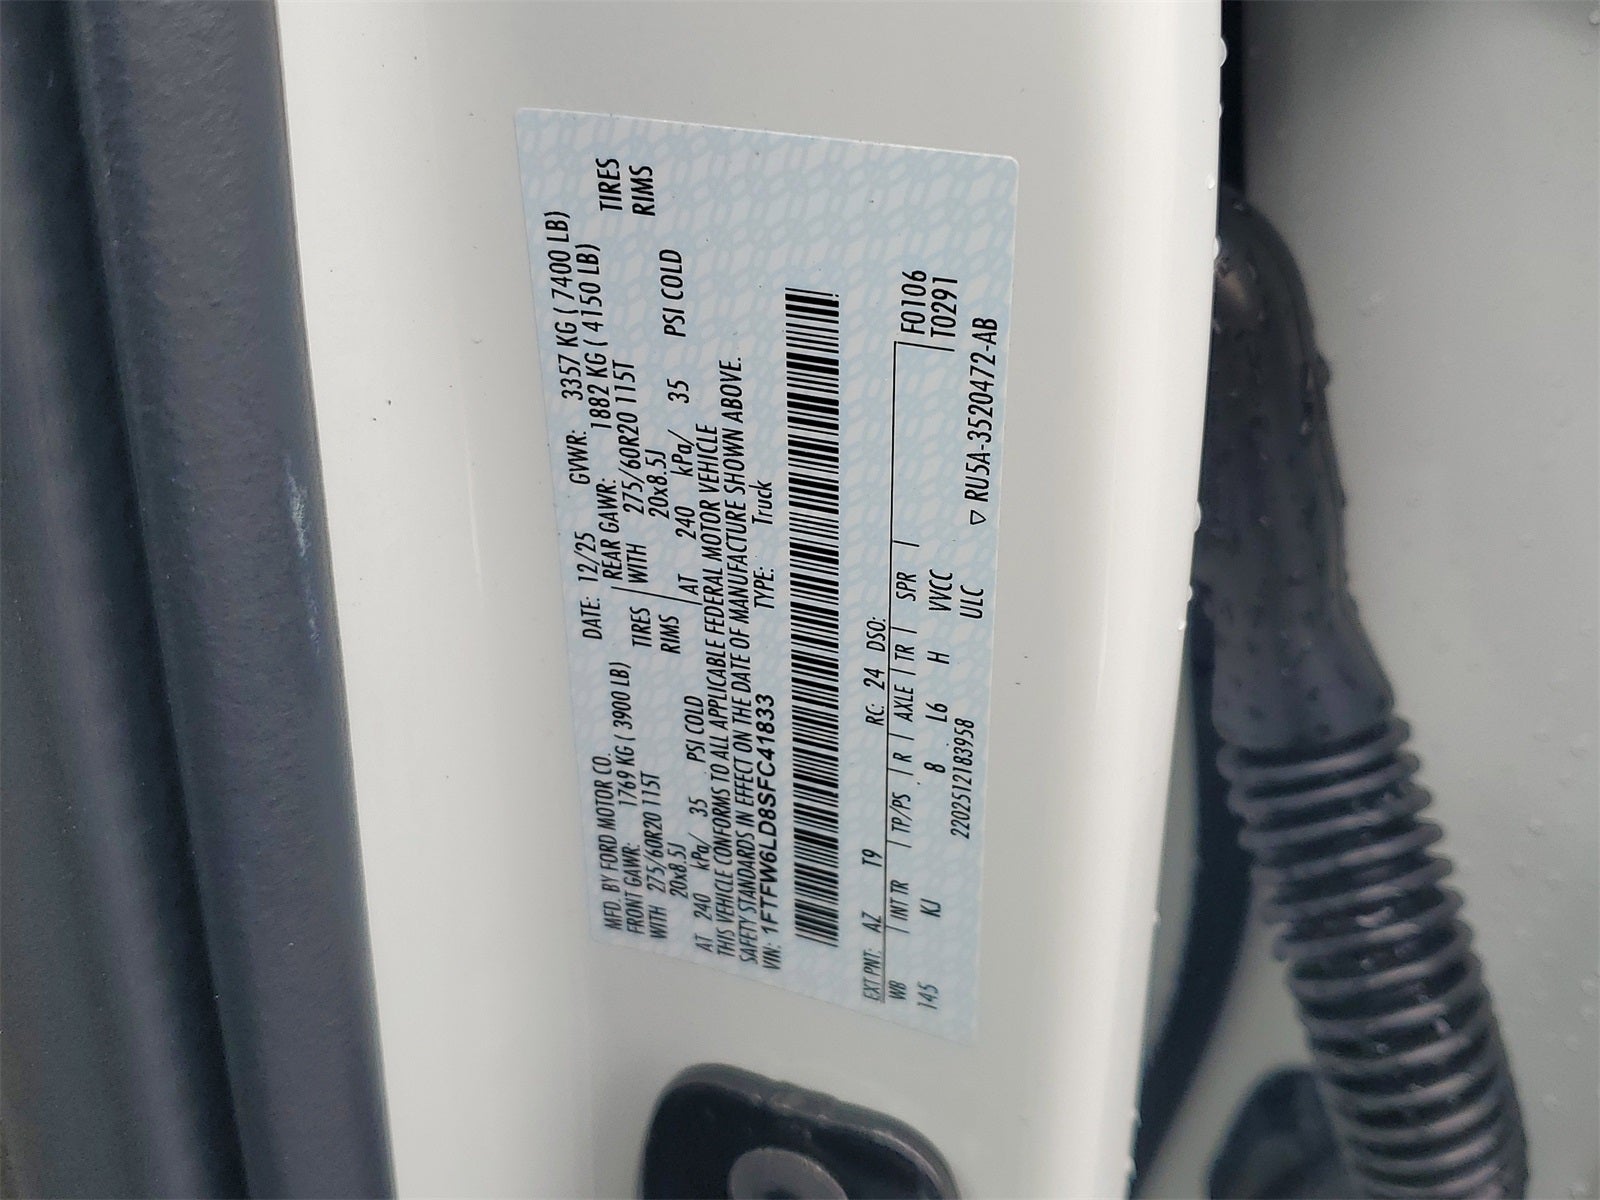 MFD. BY FORD MOTOR CO. DATE: 12/25 GVWR: 3357 KG ( 7400 LB)
FRONT GAWR: 1769 KG ( 3900 LB) REAR GAWR: 1882 KG ( 4150 LB)
WITH 275/60R20 115T TIRES WITH 275/60R20 115T TIRES
20x8.5J RIMS 20x8.5J RIMS
AT 240 kPa/ 35 PSI COLD AT 240 kPa/ 35 PSI COLD
THIS VEHICLE CONFORMS TO ALL APPLICABLE FEDERAL MOTOR VEHICLE
SAFETY STANDARDS IN EFFECT ON THE DATE OF MANUFACTURE SHOWN ABOVE.
VIN: 1FTFW6LD8SFC41833 TYPE: Truck
EXT PNT: AZ T9 RC: 24 DSO: F0106
WB | INT TR | TP/PS | R | AXLE | TR | SPR | T0291
145 KJ 8 L6 H VVCC ▽ RU5A-3520472-AB
220251218395B ULC